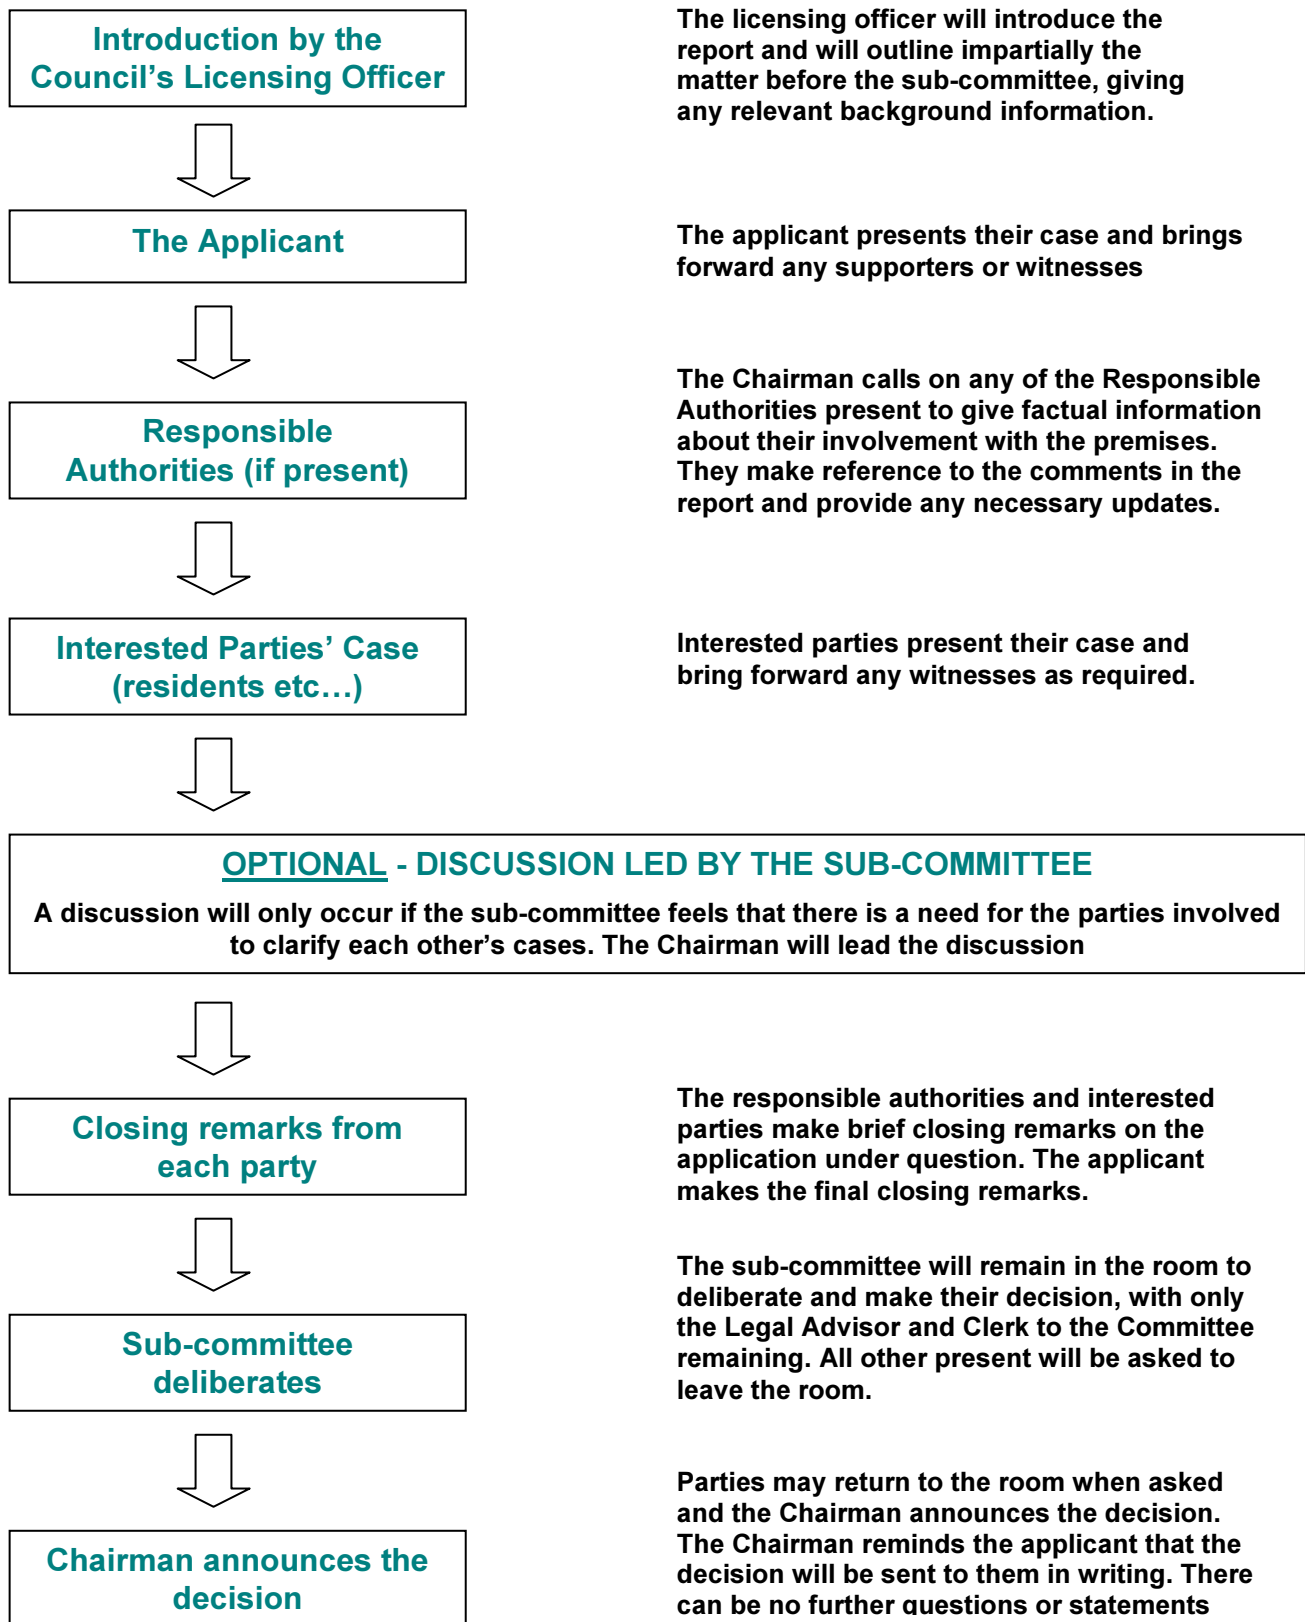 Introduction by the
Council’s Licensing Officer
The licensing officer will introduce the
report and will outline impartially the
matter before the sub-committee, giving
any relevant background information.
The Applicant
The applicant presents their case and brings
forward any supporters or witnesses
Responsible
Authorities (if present)
The Chairman calls on any of the Responsible
Authorities present to give factual information
about their involvement with the premises.
They make reference to the comments in the
report and provide any necessary updates.
Interested Parties’ Case
(residents etc…)
Interested parties present their case and
bring forward any witnesses as required.
OPTIONAL - DISCUSSION LED BY THE SUB-COMMITTEE
A discussion will only occur if the sub-committee feels that there is a need for the parties involved
to clarify each other’s cases. The Chairman will lead the discussion
Closing remarks from
each party
The responsible authorities and interested
parties make brief closing remarks on the
application under question. The applicant
makes the final closing remarks.
Sub-committee
deliberates
The sub-committee will remain in the room to
deliberate and make their decision, with only
the Legal Advisor and Clerk to the Committee
remaining. All other present will be asked to
leave the room.
Chairman announces the
decision
Parties may return to the room when asked
and the Chairman announces the decision.
The Chairman reminds the applicant that the
decision will be sent to them in writing. There
can be no further questions or statements